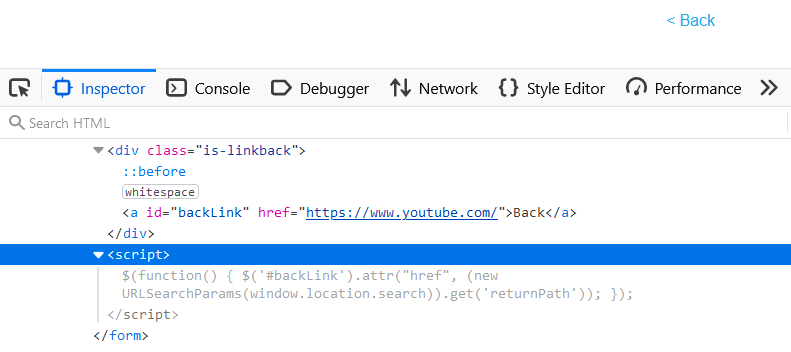 < Back
Inspector Console Debugger Network Style Editor Performance
Search HTML
<div class="is-linkback">
::before
whitespace
<a id="backLink" href="https://www.youtube.com/">Back</a>
</div>
<script>
$(function() { $('#backLink').attr("href", (new
URLSearchParams(window.location.search)).get('returnPath')); });
</script>
</form>